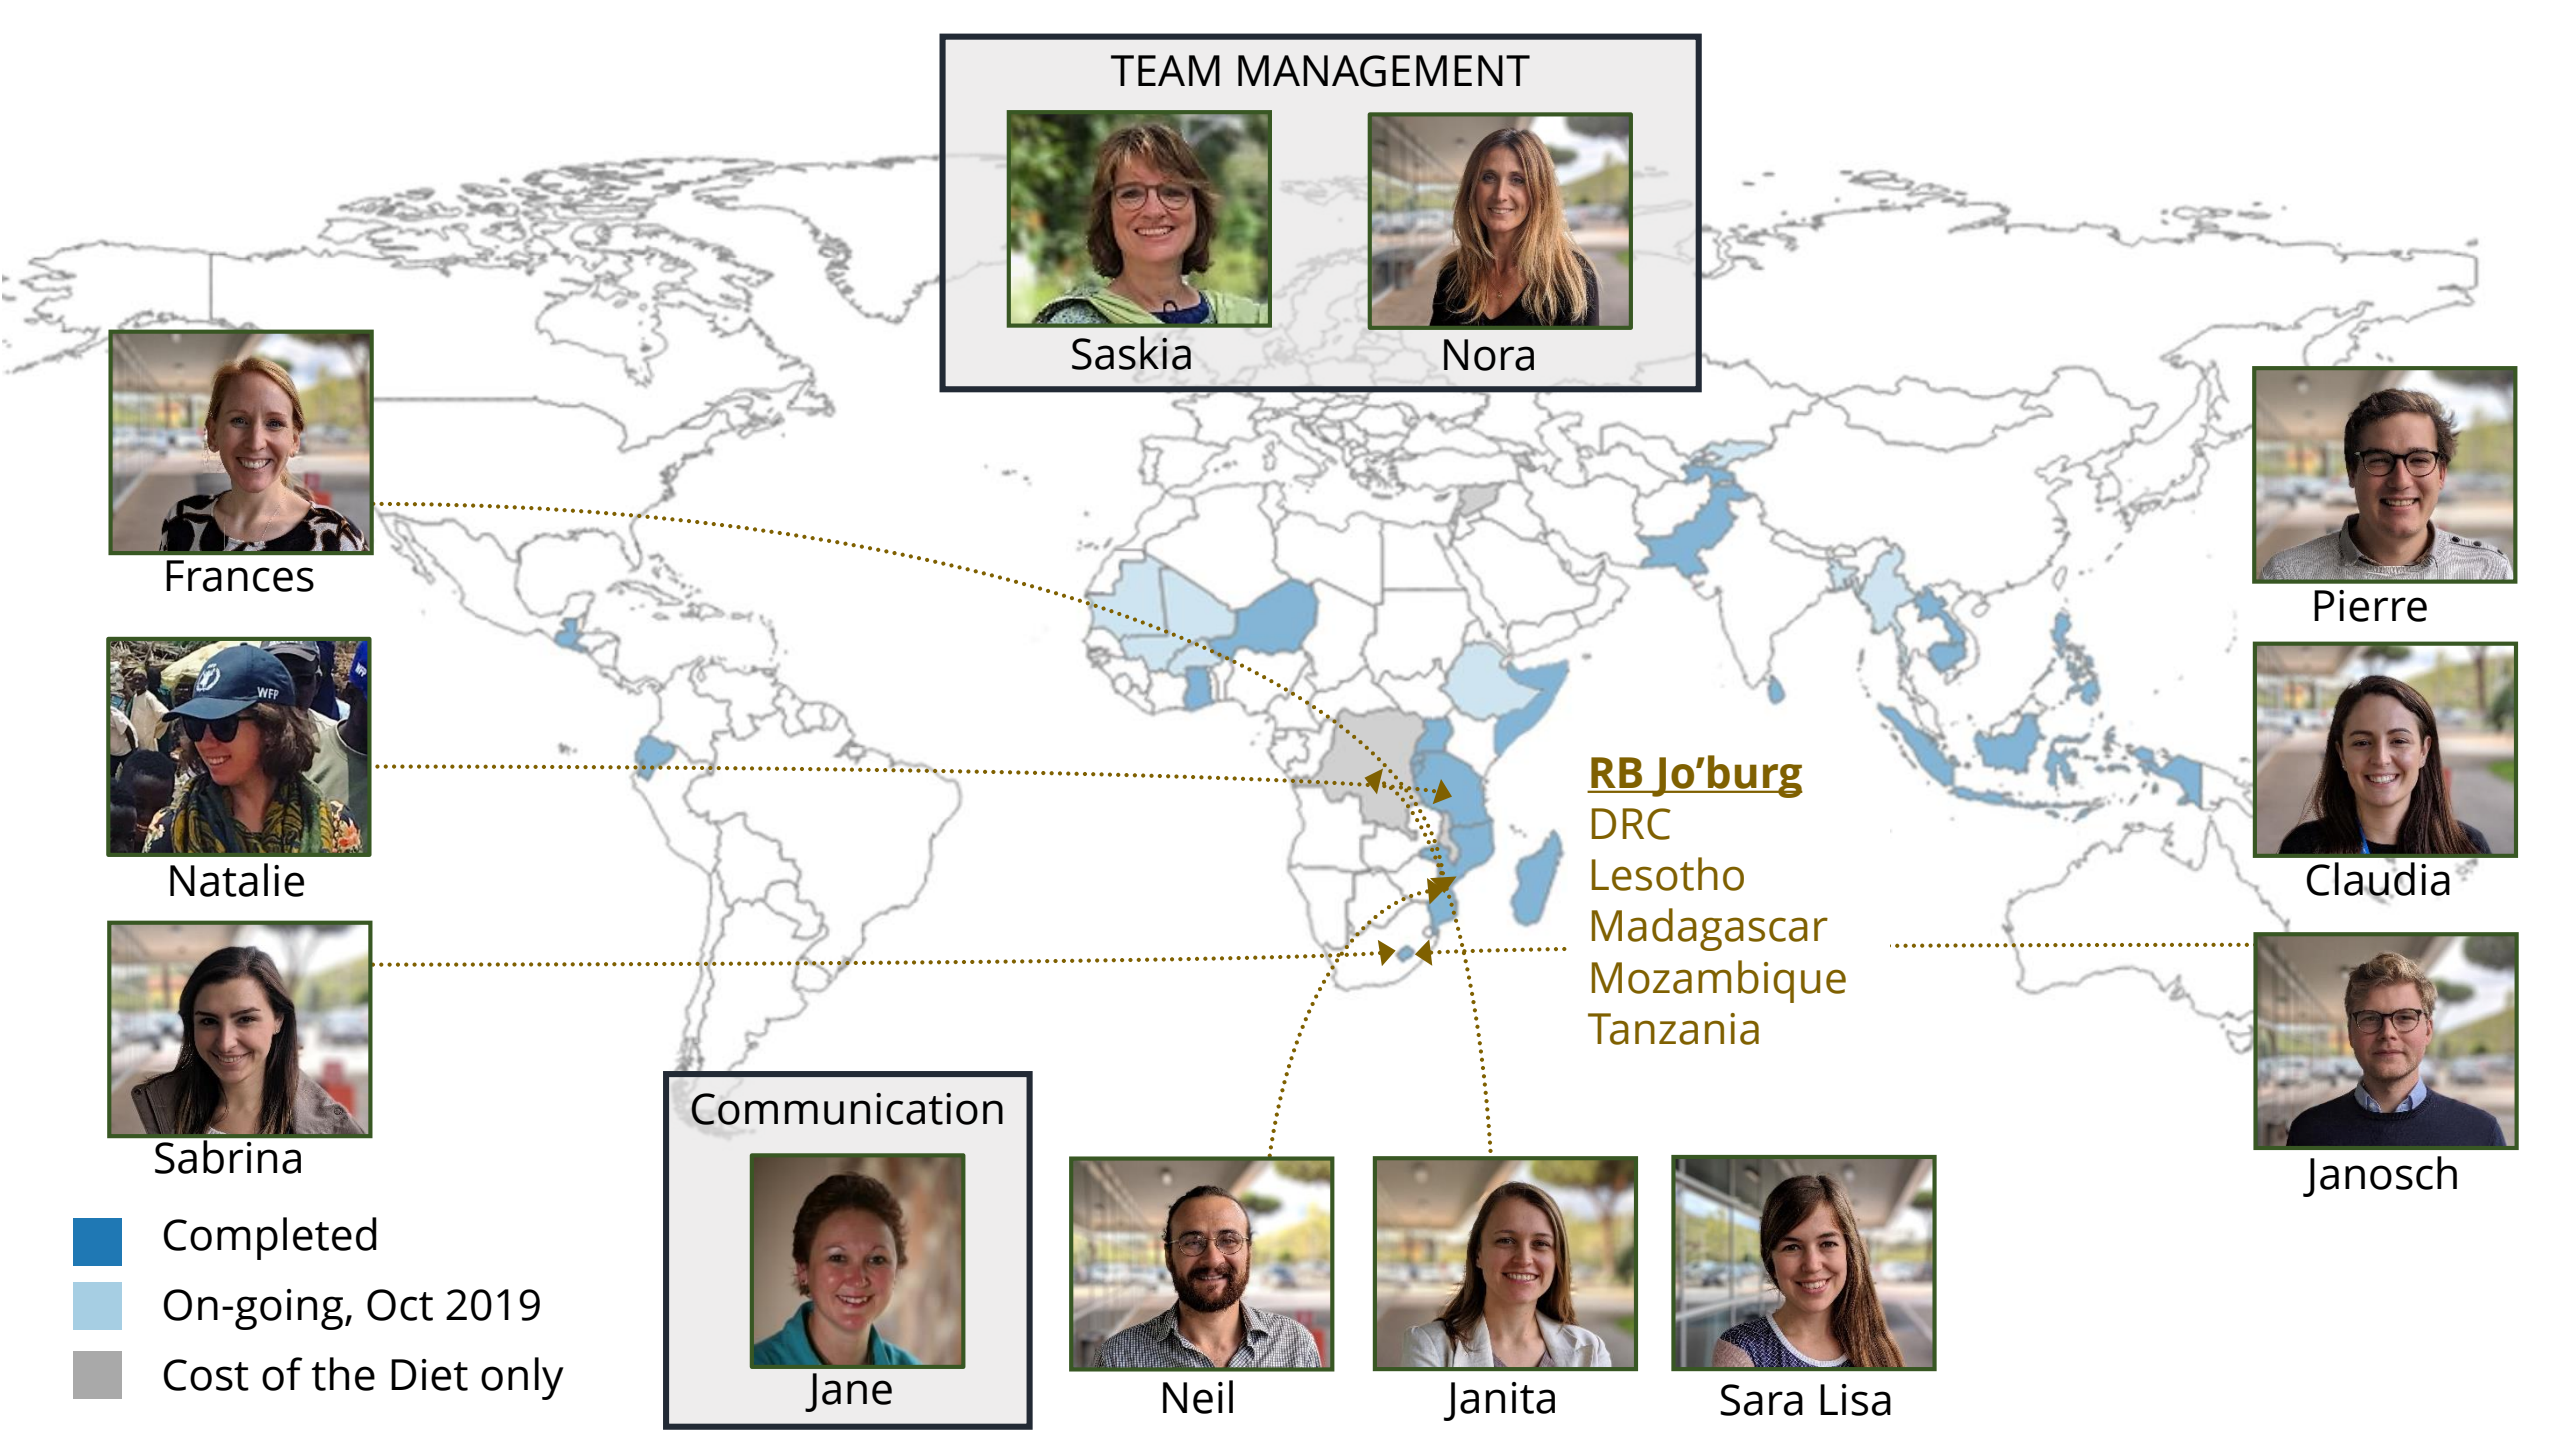 TEAM MANAGEMENT
Saskia
Nora
Frances
Pierre
WFP
Natalie
Claudia
RB Jo’burg
DRC
Lesotho
Madagascar
Mozambique
Tanzania
Sabrina
Janosch
Communication
Jane
Neil
Janita
Sara Lisa
Completed
On-going, Oct 2019
Cost of the Diet only